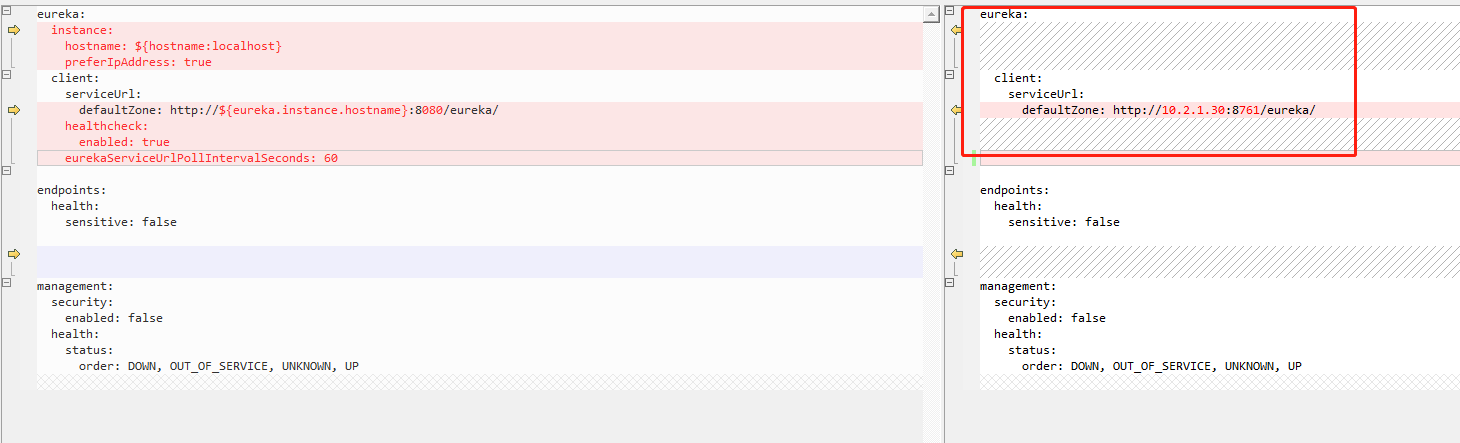 eureka:
  instance:
    hostname: ${hostname:localhost}
    preferIpAddress: true
  client:
    serviceUrl:
      defaultZone: http://${eureka.instance.hostname}:8080/eureka/
    healthcheck:
      enabled: true
    eurekaServiceUrlPollIntervalSeconds: 60
endpoints:
  health:
    sensitive: false
management:
  security:
    enabled: false
  health:
    status:
      order: DOWN, OUT_OF_SERVICE, UNKNOWN, UP
eureka:
  client:
    serviceUrl:
      defaultZone: http://10.2.1.30:8761/eureka/
endpoints:
  health:
    sensitive: false
management:
  security:
    enabled: false
  health:
    status:
      order: DOWN, OUT_OF_SERVICE, UNKNOWN, UP